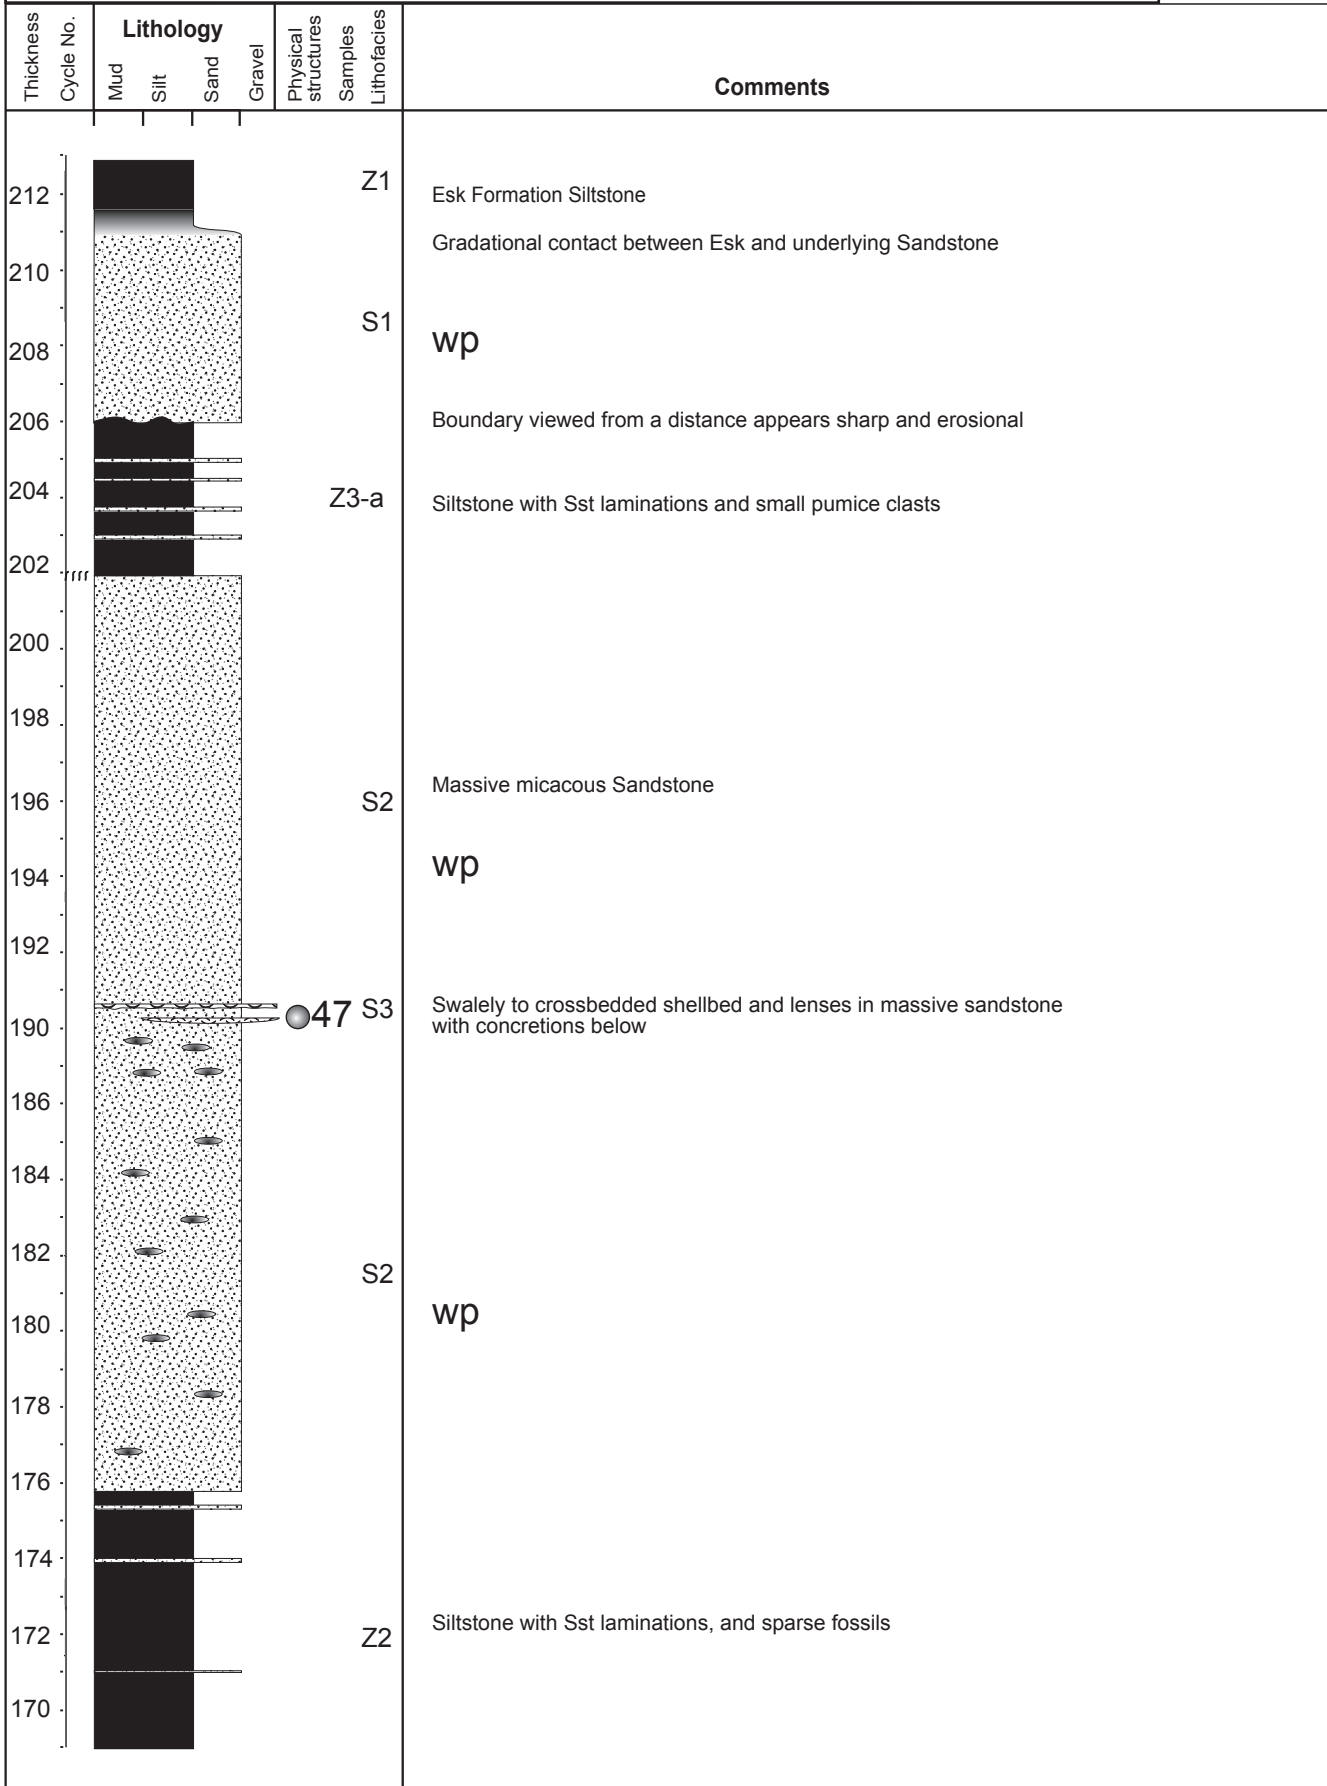 Thickness
Cycle No.
Lithology
Mud
Silt
Sand
Gravel
Physical
structures
Samples
Lithofacies
Comments
212
Z1
Esk Formation Siltstone
Gradational contact between Esk and underlying Sandstone
210
S1
wp
208
206
Boundary viewed from a distance appears sharp and erosional
204
Z3-a
Siltstone with Sst laminations and small pumice clasts
202
200
198
Massive micacous Sandstone
196
S2
wp
194
192
190
47
S3
Swalely to crossbedded shellbed and lenses in massive sandstone
with concretions below
186
184
182
S2
180
wp
178
176
174
172
Z2
Siltstone with Sst laminations, and sparse fossils
170